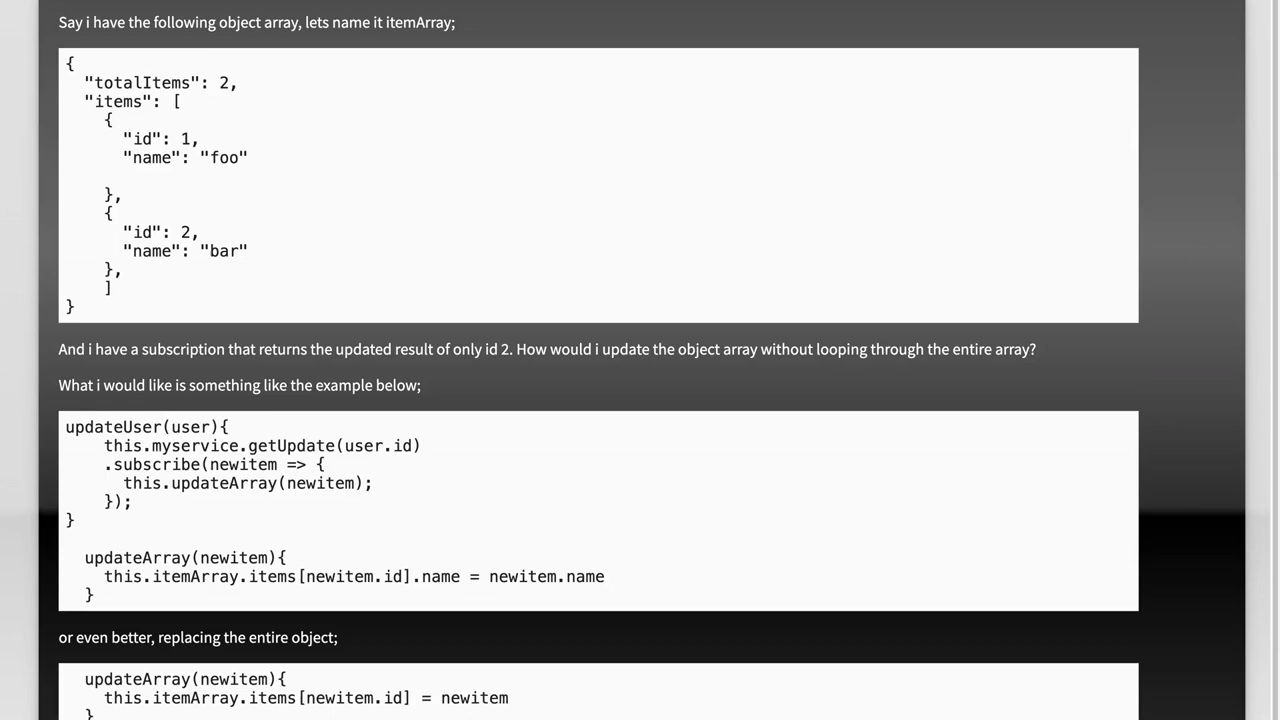 Say i have the following object array, lets name it itemArray;
{
  "totalItems": 2,
  "items": [
    {
      "id": 1,
      "name": "foo"
    },
    {
      "id": 2,
      "name": "bar"
    },
    ]
}
And i have a subscription that returns the updated result of only id 2. How would i update the object array without looping through the entire array?
What i would like is something like the example below;
updateUser(user){
    this.myservice.getUpdate(user.id)
    .subscribe(newitem => {
      this.updateArray(newitem);
    });
}
  updateArray(newitem){
    this.itemArray.items[newitem.id].name = newitem.name
  }
or even better, replacing the entire object;
  updateArray(newitem){
    this.itemArray.items[newitem.id] = newitem
  }